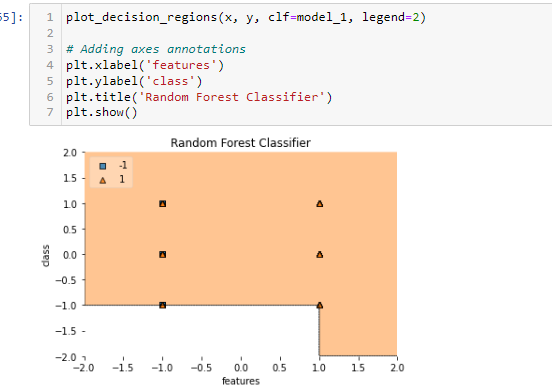 55]:
1 plot_decision_regions(x, y, clf=model_1, legend=2)
2
3 # Adding axes annotations
4 plt.xlabel('features')
5 plt.ylabel('class')
6 plt.title('Random Forest Classifier')
7 plt.show()
Random Forest Classifier
-1
1
2.0
1.5
1.0
0.5
0.0
−0.5
−1.0
−1.5
−2.0
class
−2.0 −1.5 −1.0 −0.5 0.0 0.5 1.0 1.5 2.0
features